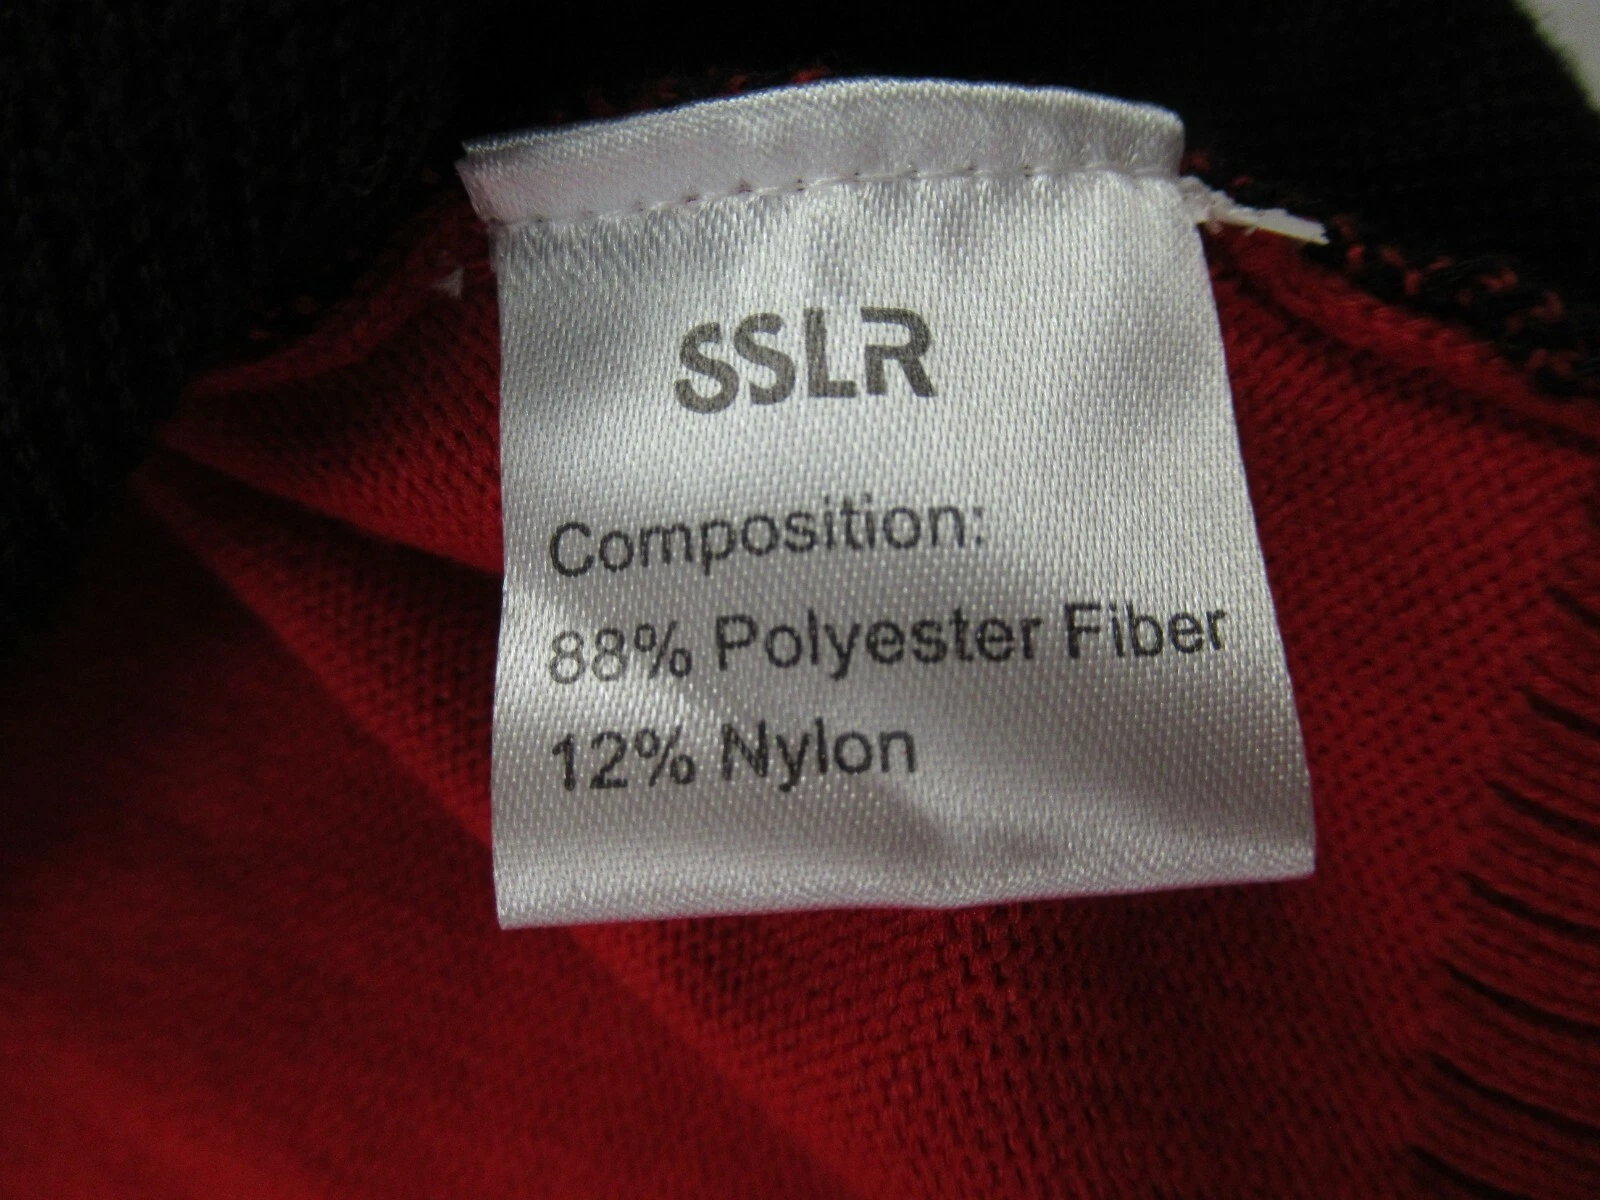 SSLR
Composition:
88% Polyester Fiber
12% Nylon